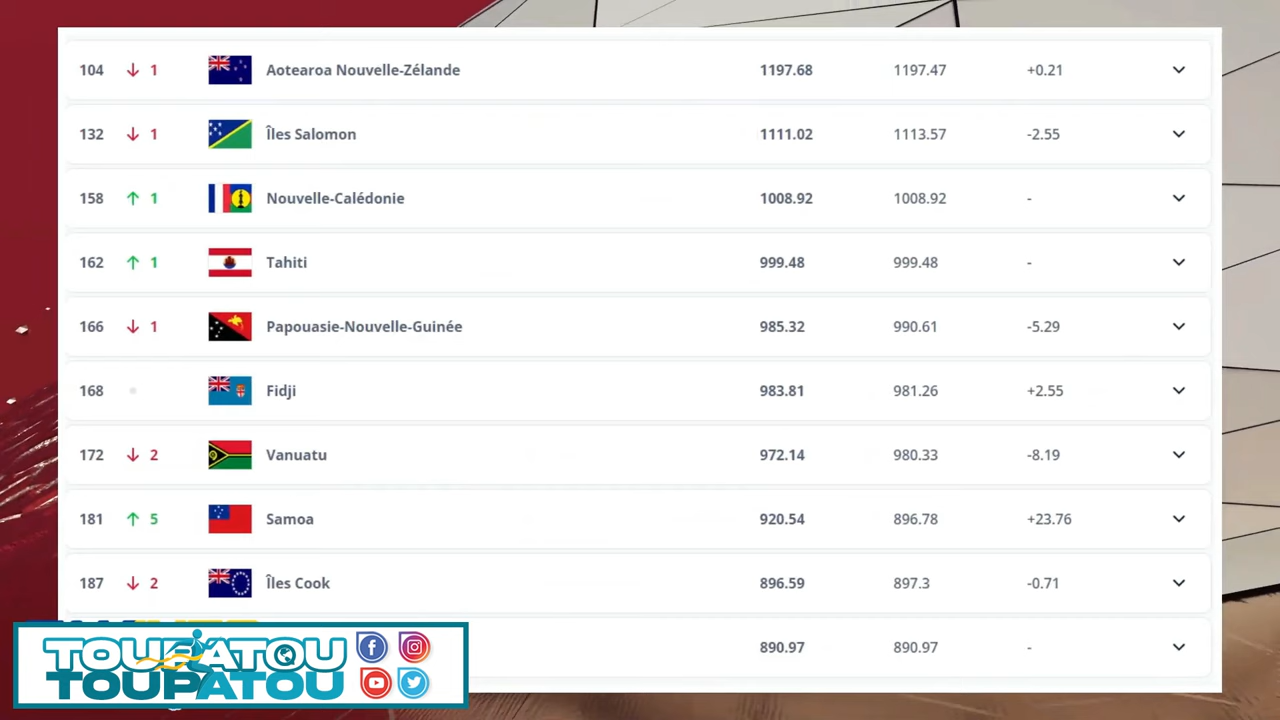 104 1 Aotearoa Nouvelle-Zélande 1197.68 1197.47 +0.21
132 1 Îles Salomon 1111.02 1113.57 -2.55
158 1 Nouvelle-Calédonie 1008.92 1008.92 -
162 1 Tahiti 999.48 999.48 -
166 1 Papouasie-Nouvelle-Guinée 985.32 990.61 -5.29
168 Fidji 983.81 981.26 +2.55
172 2 Vanuatu 972.14 980.33 -8.19
181 5 Samoa 920.54 896.78 +23.76
187 2 Îles Cook 896.59 897.3 -0.71
890.97 890.97 -
TOUPATOU
TOUPATOU